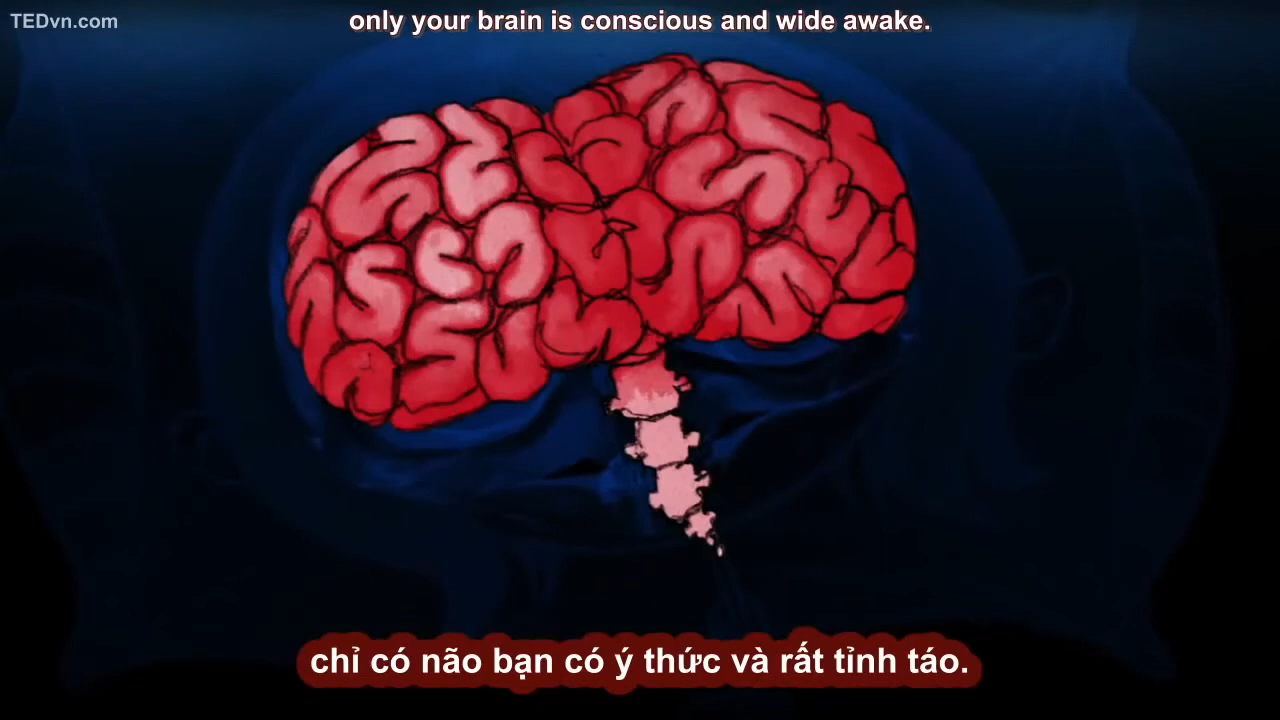 TEDvn.com
only your brain is conscious and wide awake.
chỉ có não bạn có ý thức và rất tỉnh táo.